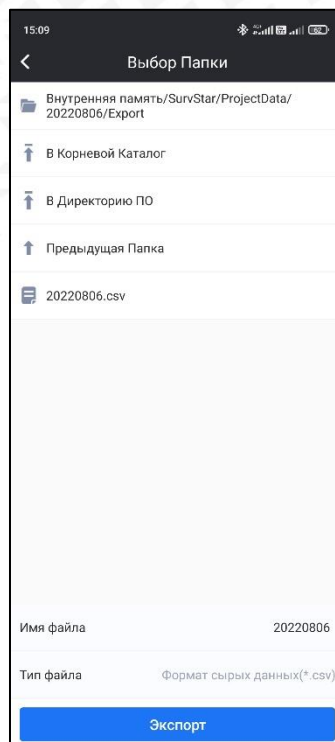 15:09
Выбор Папки
Внутренняя память/SurvStar/ProjectData/
20220806/Export
В Корневой Каталог
В Директорию ПО
Предыдущая Папка
20220806.csv
Имя файла 20220806
Тип файла Формат сырых данных(*.csv)
Экспорт